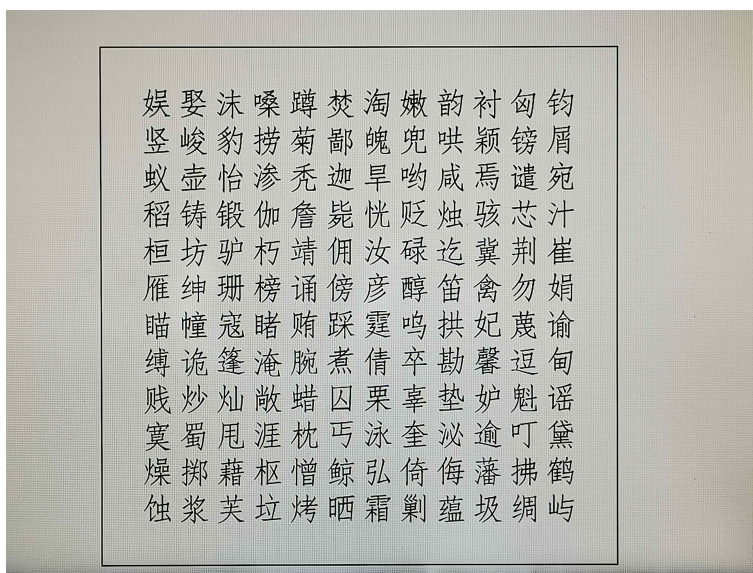 娱娶沫嗓蹲焚淘嫩韵衬匈钧
竖峻豹捞菊鄙魄兜哄颖镑屑
蚁壶怡渗秃迦旱哟咸焉谴宛
稻铸锻伽詹毙恍贬烛骇芯汁
桓坊驴朽靖佣汝碌迄冀荆崔
雁绅珊榜诵傍彦醇笛禽勿娟
瞄幢寇睹贿踩霆呜拱妃蔑谕
缚诡篷淹腕煮倩卒勘馨逗甸
贱炒灿敞蜡囚栗辜垫妒魁谣
寞蜀甩涯枕丐泳奎泌逾叮黛
燥掷藉枢憎鲸弘倚侮藩拂鹤
蚀浆芙垃烤晒霜剿蕴圾绸屿